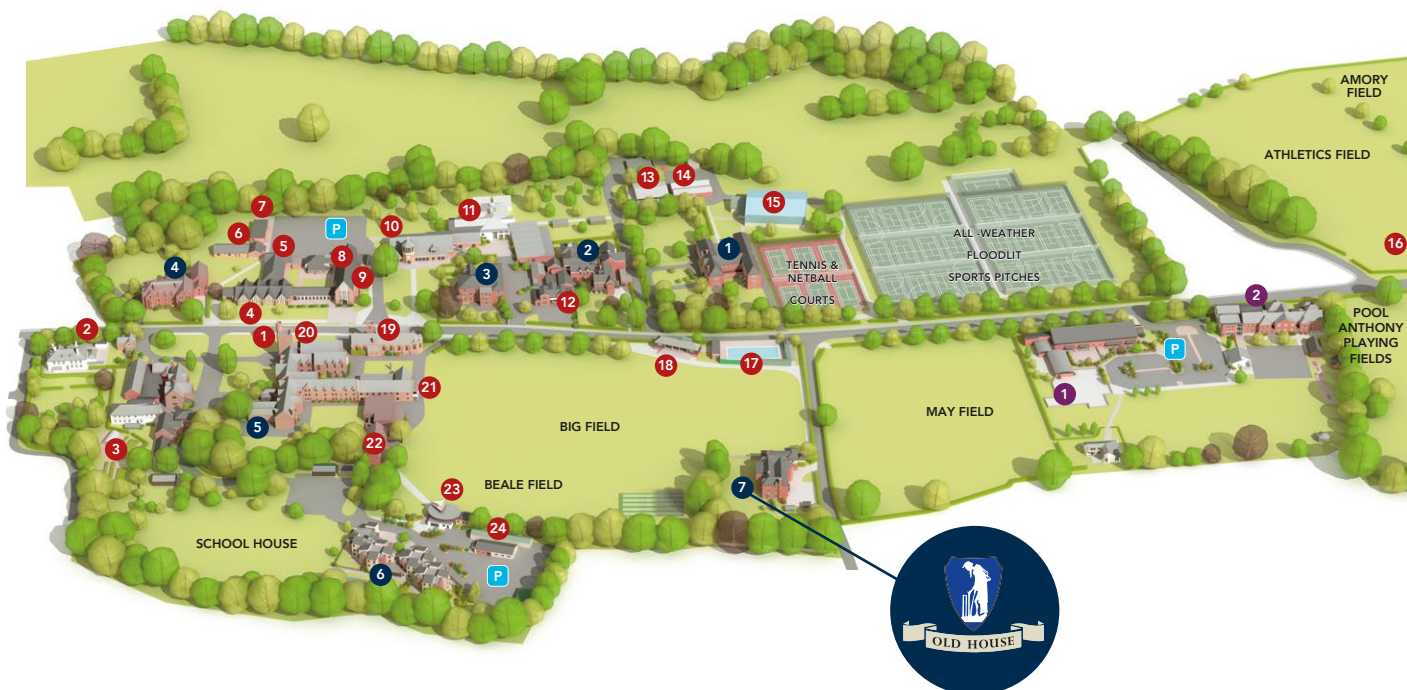 AMORY
FIELD
ATHLETICS FIELD
13
14
7
15
11
P
10
6
5
1
2
ALL -WEATHER
FLOODLIT
SPORTS PITCHES
16
8
4
3
9
TENNIS &
NETBALL
COURTS
12
2
4
POOL
ANTHONY
PLAYING
FIELDS
2
1
20
19
P
18
17
21
1
MAY FIELD
5
BIG FIELD
22
3
BEALE FIELD
7
23
24
SCHOOL HOUSE
6
P
OLD HOUSE